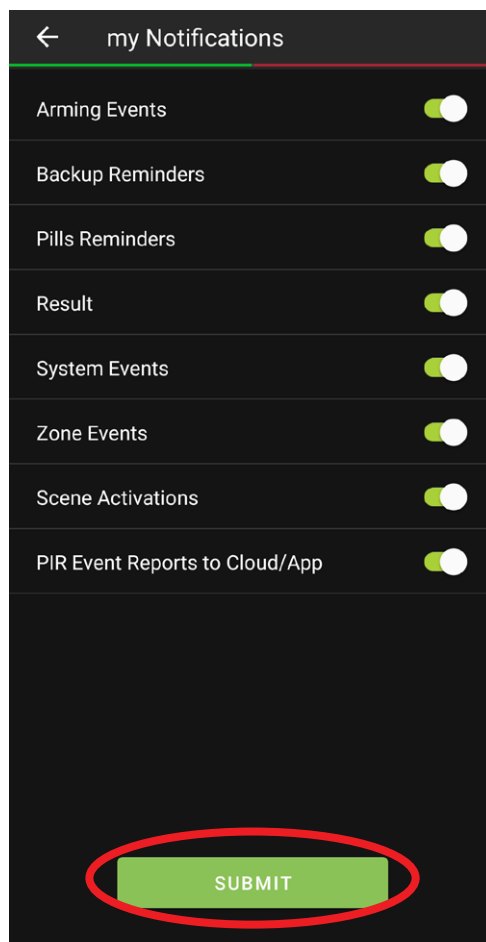 my Notifications
Arming Events
Backup Reminders
Pills Reminders
Result
System Events
Zone Events
Scene Activations
PIR Event Reports to Cloud/App
SUBMIT